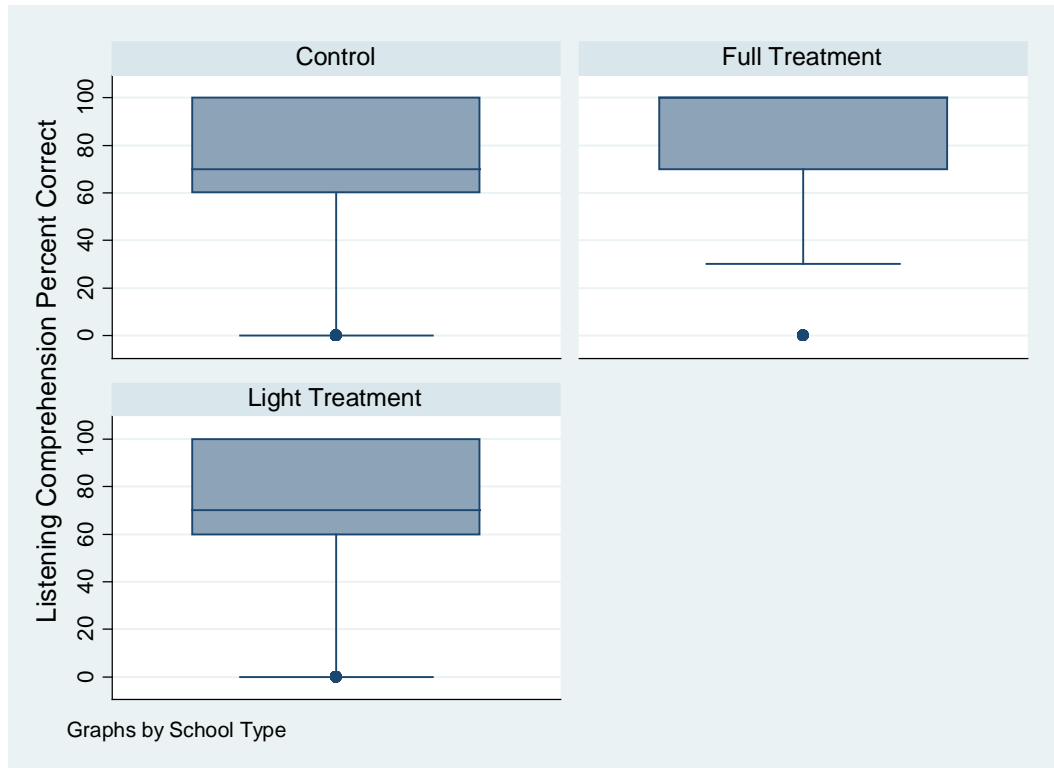 Control
Full Treatment
100
80
60
40
20
0
Light Treatment
100
80
60
40
20
0
Listening Comprehension Percent Correct
Graphs by School Type